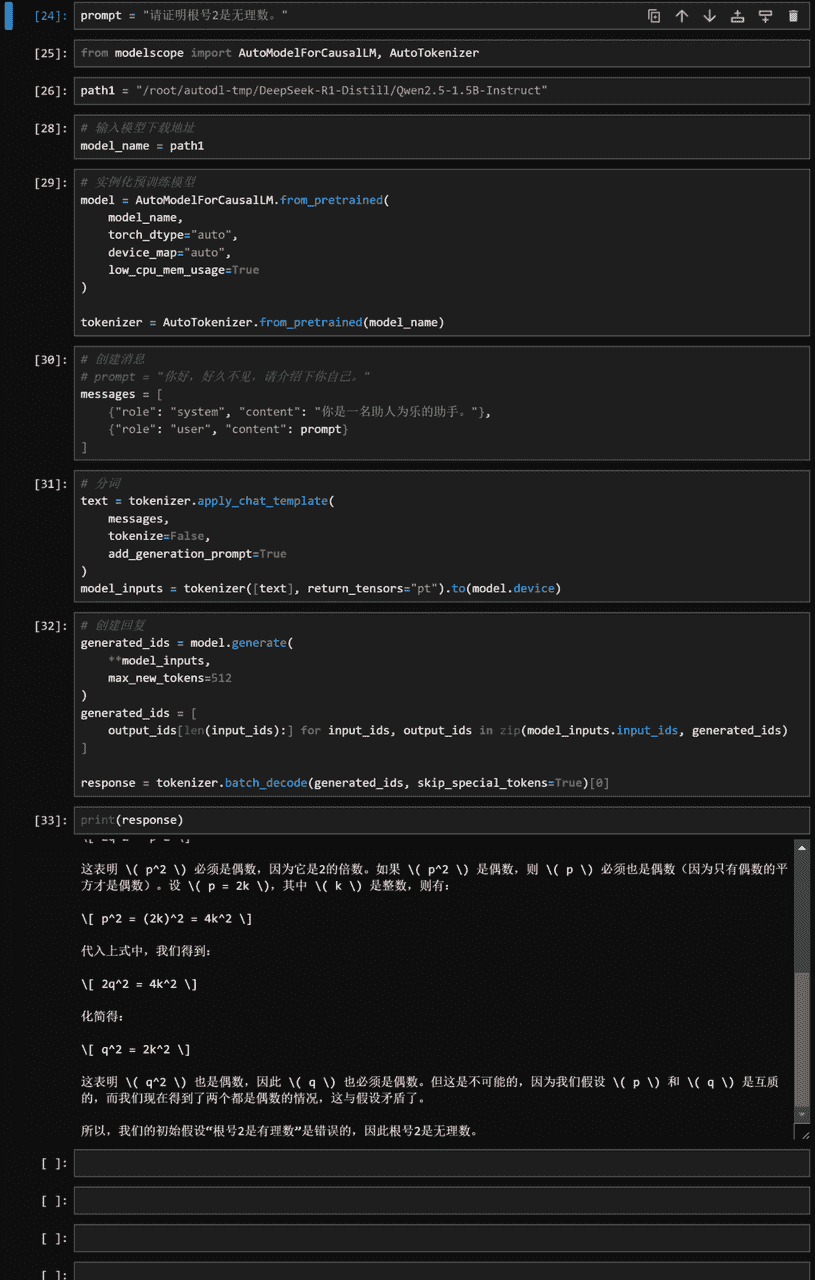 [24]: prompt = "请证明根号2是无理数。"
[25]: from modelscope import AutoModelForCausalLM, AutoTokenizer
[26]: path1 = "/root/autodl-tmp/DeepSeek-R1-Distill/Qwen2.5-1.5B-Instruct"
[28]: # 输入模型下载地址
model_name = path1
[29]: # 实例化预训练模型
model = AutoModelForCausalLM.from_pretrained(
    model_name,
    torch_dtype="auto",
    device_map="auto",
    low_cpu_mem_usage=True
)
tokenizer = AutoTokenizer.from_pretrained(model_name)
[30]: # 创建消息
# prompt = "你好，好久不见，请介绍下你自己。"
messages = [
    {"role": "system", "content": "你是一名助人为乐的助手。"},
    {"role": "user", "content": prompt}
]
[31]: # 分词
text = tokenizer.apply_chat_template(
    messages,
    tokenize=False,
    add_generation_prompt=True
)
model_inputs = tokenizer([text], return_tensors="pt").to(model.device)
[32]: # 创建回复
generated_ids = model.generate(
    **model_inputs,
    max_new_tokens=512
)
generated_ids = [
    output_ids[len(input_ids):] for input_ids, output_ids in zip(model_inputs.input_ids, generated_ids)
]
response = tokenizer.batch_decode(generated_ids, skip_special_tokens=True)[0]
[33]: print(response)
这表明 \( p^2 \) 必须是偶数，因为它是2的倍数。如果 \( p^2 \) 是偶数，则 \( p \) 必须也是偶数（因为只有偶数的平
方才是偶数）。设 \( p = 2k \)，其中 \( k \) 是整数，则有：
\[ p^2 = (2k)^2 = 4k^2 \]
代入上式中，我们得到：
\[ 2q^2 = 4k^2 \]
化简得：
\[ q^2 = 2k^2 \]
这表明 \( q^2 \) 也是偶数，因此 \( q \) 也必须是偶数。但这是不可能的，因为我们假设 \( p \) 和 \( q \) 是互质
的，而我们现在得到了两个都是偶数的情况，这与假设矛盾了。
所以，我们的初始假设“根号2是有理数”是错误的，因此根号2是无理数。
[ ]:
[ ]:
[ ]:
[ ]: